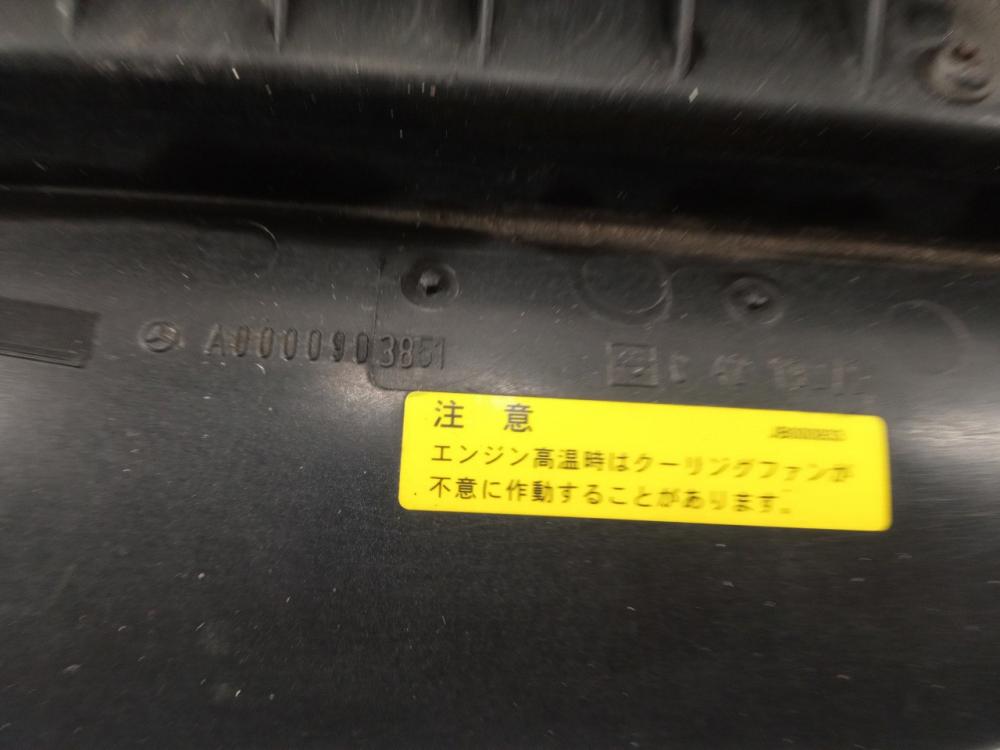 A0000903851
注 意
エンジン高温時はクーリングファンが
不意に作動することがあります。